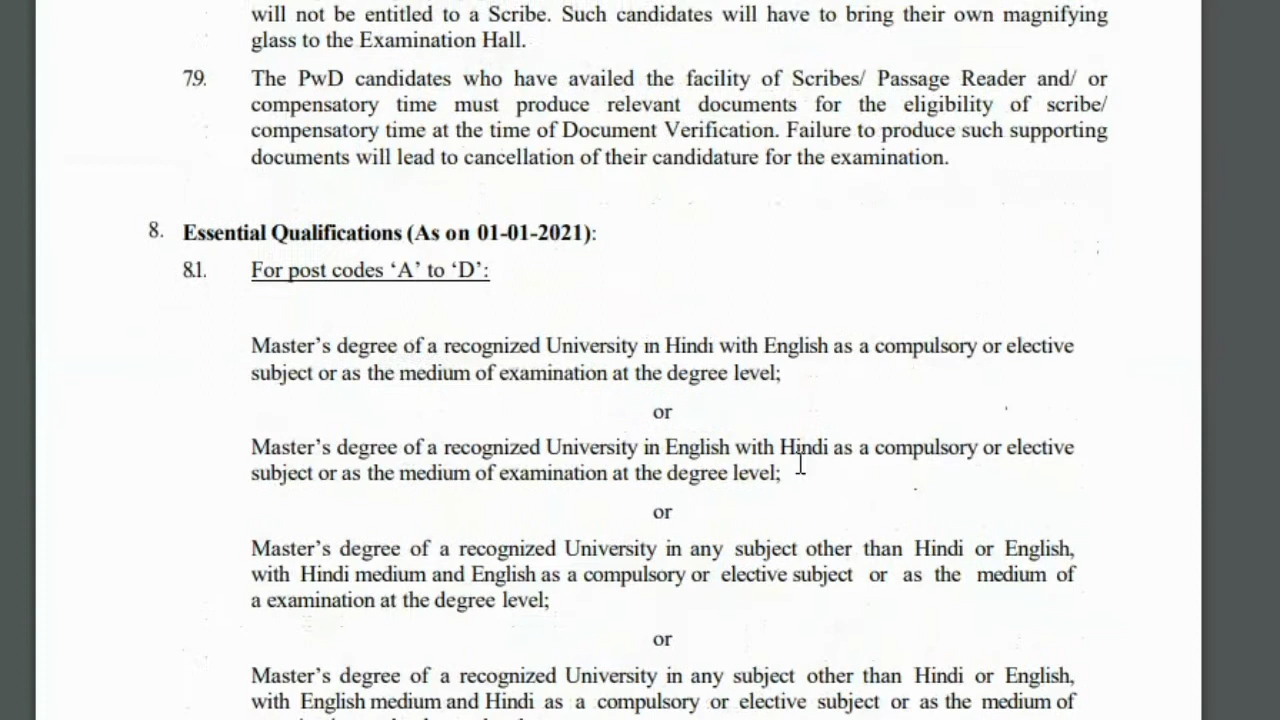 will not be entitled to a Scribe. Such candidates will have to bring their own magnifying
glass to the Examination Hall.
79. The PwD candidates who have availed the facility of Scribes/ Passage Reader and/ or
compensatory time must produce relevant documents for the eligibility of scribe/
compensatory time at the time of Document Verification. Failure to produce such supporting
documents will lead to cancellation of their candidature for the examination.
8. Essential Qualifications (As on 01-01-2021):
8.1. For post codes ‘A’ to ‘D’:
Master’s degree of a recognized University in Hindi with English as a compulsory or elective
subject or as the medium of examination at the degree level;
or
Master’s degree of a recognized University in English with Hindi as a compulsory or elective
subject or as the medium of examination at the degree level;
or
Master’s degree of a recognized University in any subject other than Hindi or English,
with Hindi medium and English as a compulsory or elective subject or as the medium of
a examination at the degree level;
or
Master’s degree of a recognized University in any subject other than Hindi or English,
with English medium and Hindi as a compulsory or elective subject or as the medium of